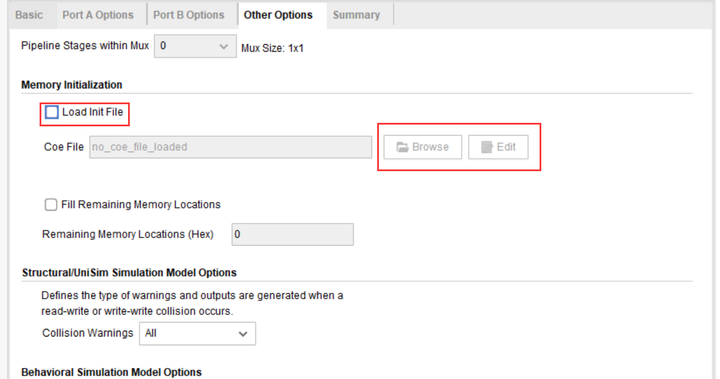 Basic Port A Options Port B Options Other Options Summary
Pipeline Stages within Mux 0 Mux Size: 1x1
Memory Initialization
Load Init File
Coe File no_coe_file_loaded Browse Edit
Fill Remaining Memory Locations
Remaining Memory Locations (Hex) 0
Structural/UniSim Simulation Model Options
Defines the type of warnings and outputs are generated when a
read-write or write-write collision occurs.
Collision Warnings All
Behavioral Simulation Model Options